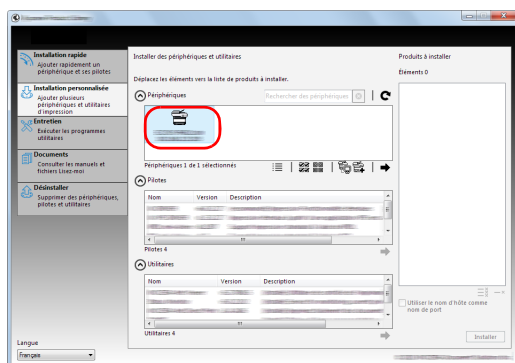 Installation rapide
Ajouter rapidement un
périphérique et ses pilotes
Installation personnalisée
Ajouter plusieurs
périphériques et utilitaires
d'impression
Entretien
Exécuter les programmes
utilitaires
Documents
Consulter les manuels et
fichiers Lisez-moi
Désinstaller
Supprimer des périphériques,
pilotes et utilitaires
Langue
Français
Installer des périphériques et utilitaires
Déplacez les éléments vers la liste de produits à installer.
Périphériques
Rechercher des périphériques
Périphériques 1 de 1 sélectionnés
Pilotes
Nom Version Description
Pilotes 4
Utilitaires
Nom Version Description
Utilitaires 4
Produits à installer
Éléments 0
Utiliser le nom d'hôte comme
nom de port
Installer